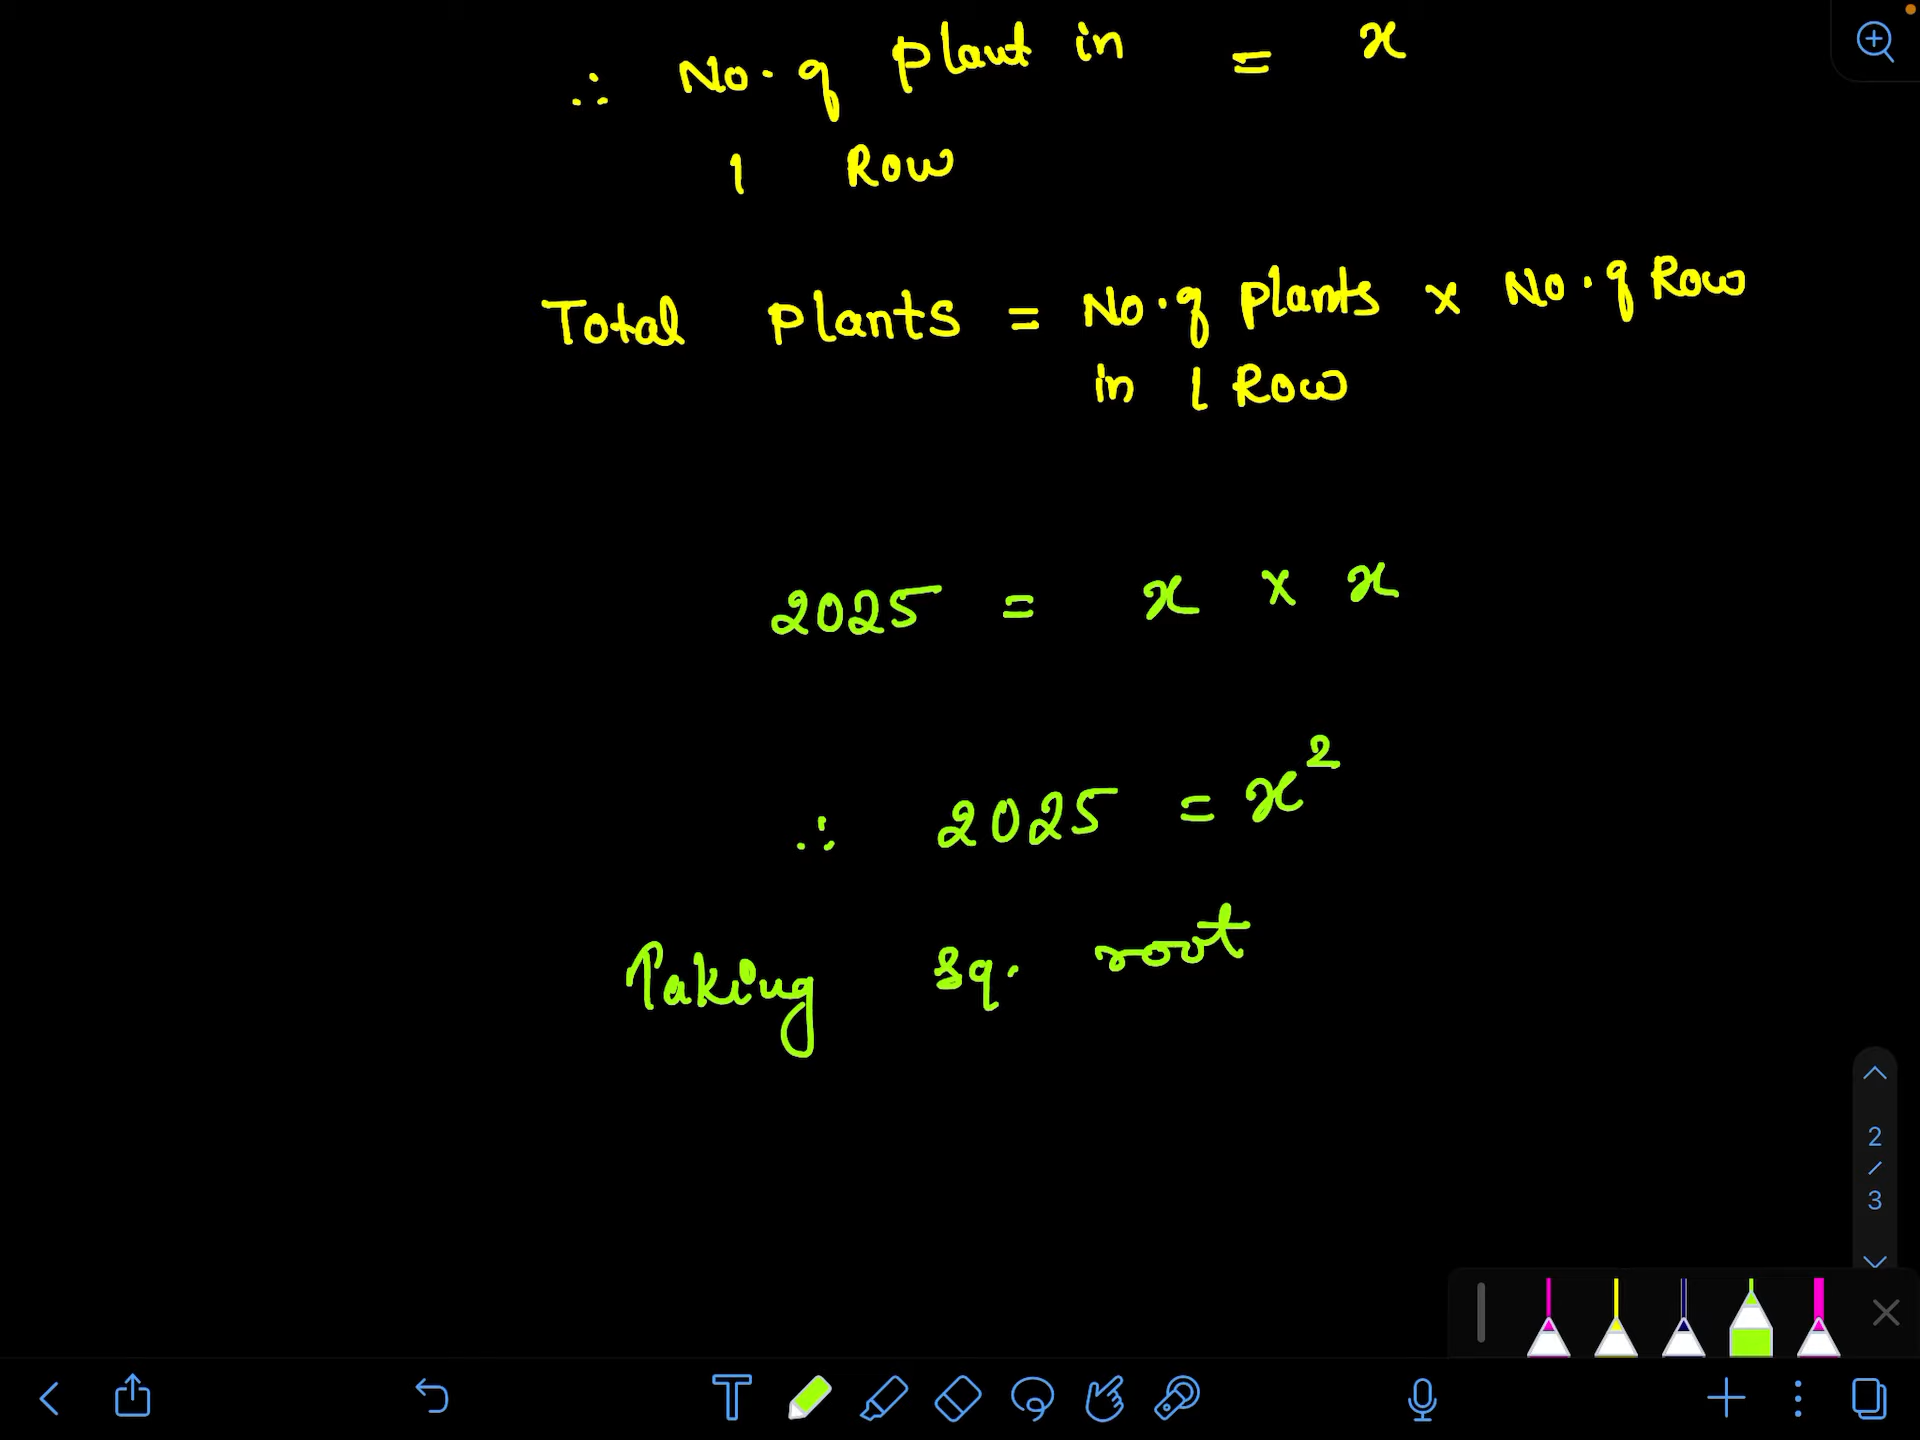 ∴ No. of plant in = x
1 Row
Total plants = No. of plants × No. of Row
in 1 Row
2025 = x × x
∴ 2025 = x²
Taking sq. root
2
/
3
T